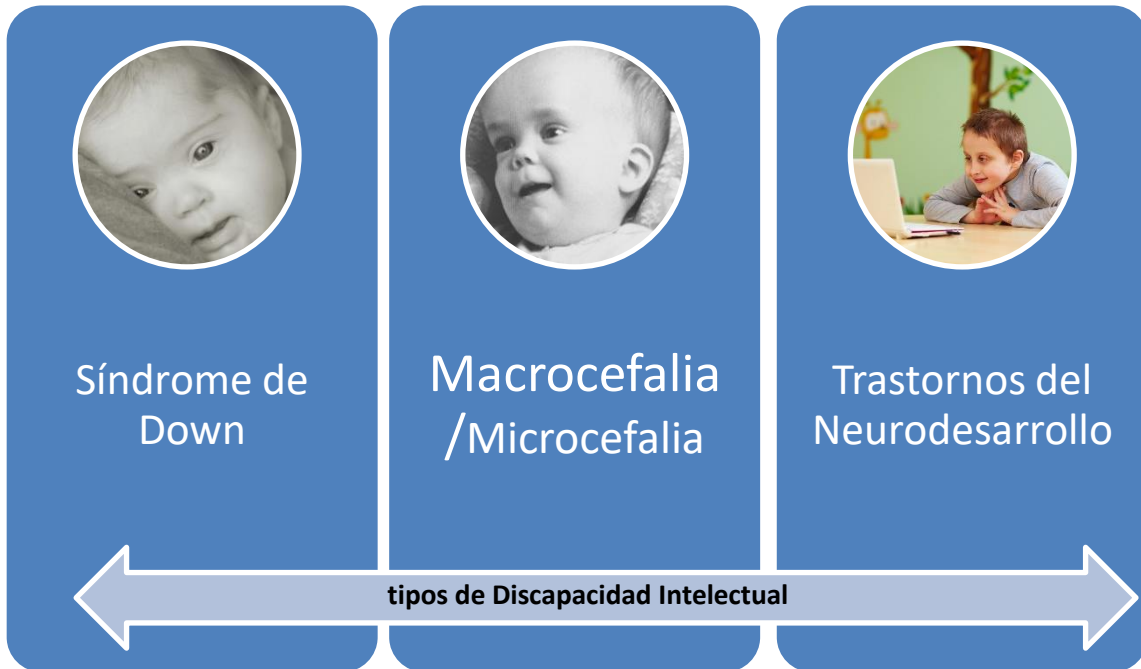 Síndrome de
Down
Macrocefalia
/Microcefalia
Trastornos del
Neurodesarrollo
tipos de Discapacidad Intelectual